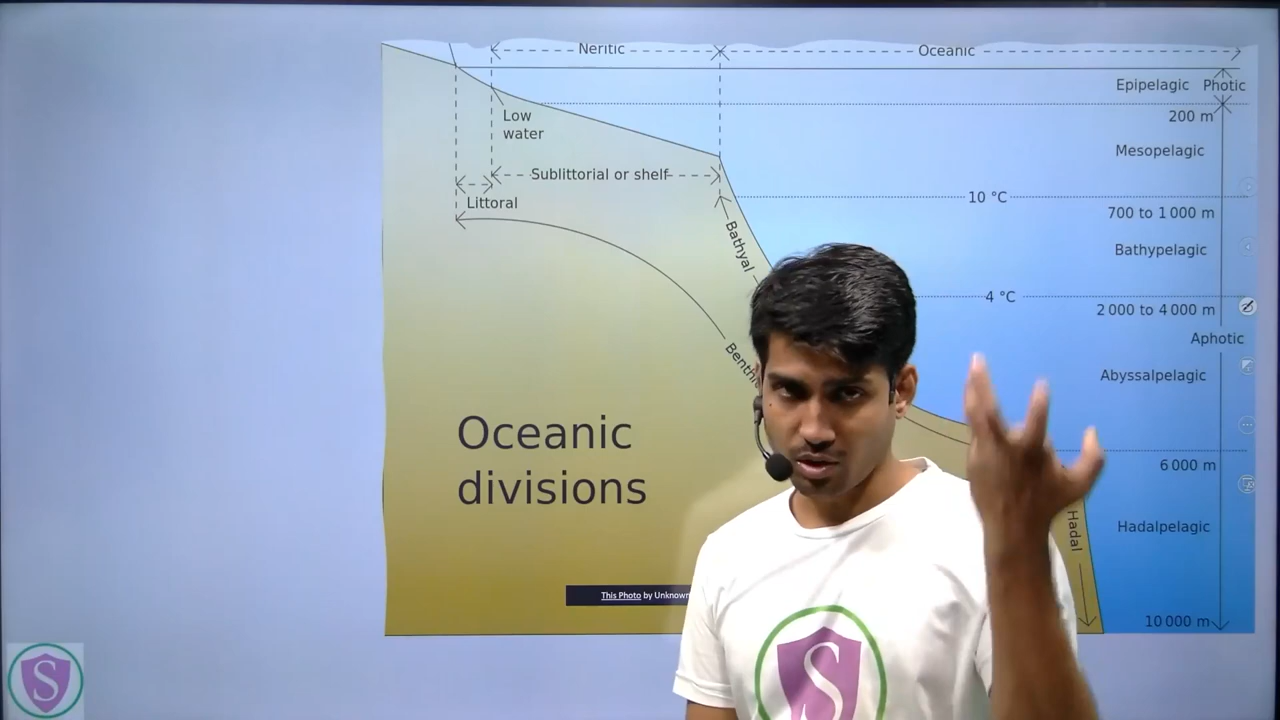 Neritic
Oceanic
Epipelagic
Photic
Low
water
200 m
Mesopelagic
Sublittorial or shelf
10 °C
Littoral
700 to 1 000 m
Bathyal
Bathypelagic
4 °C
2 000 to 4 000 m
Aphotic
Abyssalpelagic
Oceanic
divisions
6 000 m
Hadal
Hadalpelagic
This Photo by Unknown
10 000 m
S
S